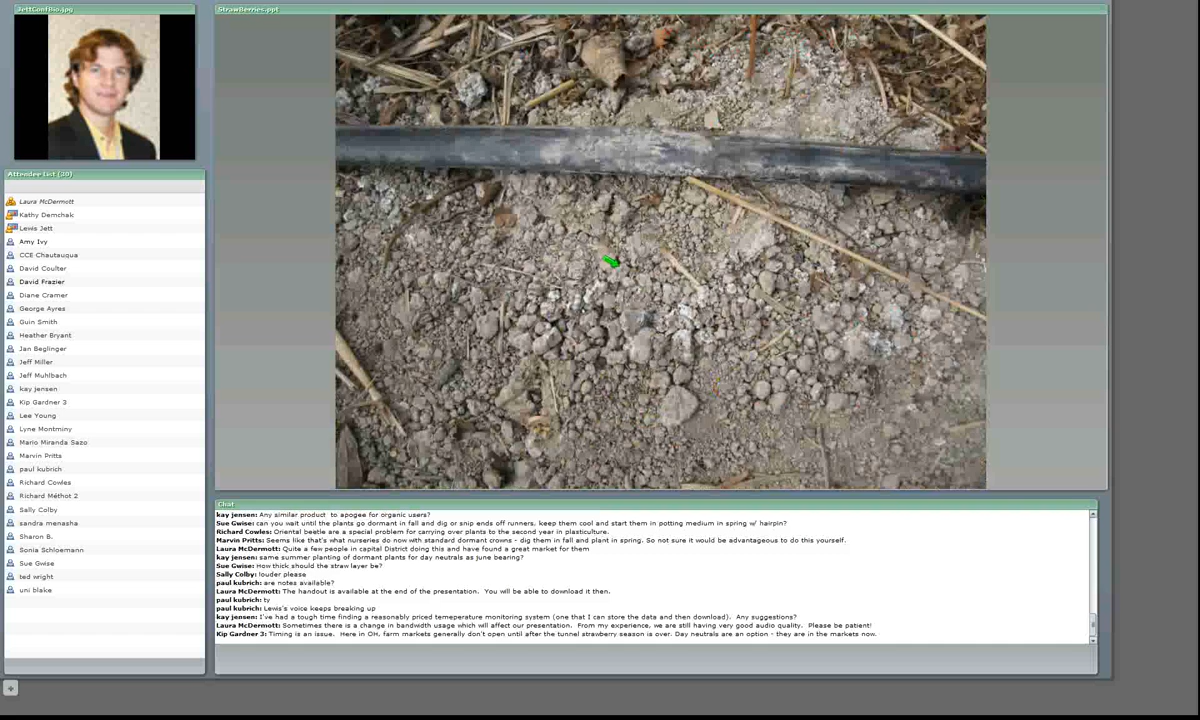 JettConfBio.jpg
StrawBerries.ppt
Attendee List (30)
Laura McDermott
Kathy Demchak
Lewis Jett
Amy Ivy
CCE Chautauqua
David Coulter
David Frazier
Diane Cramer
George Ayres
Guin Smith
Heather Bryant
Jan Beglinger
Jeff Miller
Jeff Muhlbach
kay jensen
Kip Gardner 3
Lee Young
Lyne Montminy
Mario Miranda Sazo
Marvin Pritts
paul kubrich
Richard Cowles
Richard Méthot 2
Sally Colby
sandra menasha
Sharon B.
Sonia Schloemann
Sue Gwise
ted wright
uni blake
Chat
kay jensen: Any similar product to apogee for organic users?
Sue Gwise: can you wait until the plants go dormant in fall and dig or snip ends off runners, keep them cool and start them in potting medium in spring w/ hairpin?
Richard Cowles: Oriental beetle are a special problem for carrying over plants to the second year in plasticulture.
Marvin Pritts: Seems like that's what nurseries do now with standard dormant crowns - dig them in fall and plant in spring. So not sure it would be advantageous to do this yourself.
Laura McDermott: Quite a few people in capital District doing this and have found a great market for them
kay jensen: same summer planting of dormant plants for day neutrals as june bearing?
Sue Gwise: How thick should the straw layer be?
Sally Colby: louder please
paul kubrich: are notes available?
Laura McDermott: The handout is available at the end of the presentation. You will be able to download it then.
paul kubrich: ty
paul kubrich: Lewis's voice keeps breaking up
kay jensen: I've had a tough time finding a reasonably priced temeperature monitoring system (one that I can store the data and then download). Any suggestions?
Laura McDermott: Sometimes there is a change in bandwdth usage which will affect our presentation. From my experience, we are still having very good audio quality. Please be patient!
Kip Gardner 3: Timing is an issue. Here in OH, farm markets generally don't open until after the tunnel strawberry season is over. Day neutrals are an option - they are in the markets now.